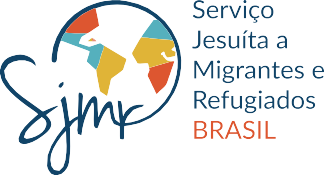 Sjmr
Serviço
Jesuíta a
Migrantes e
Refugiados
BRASIL